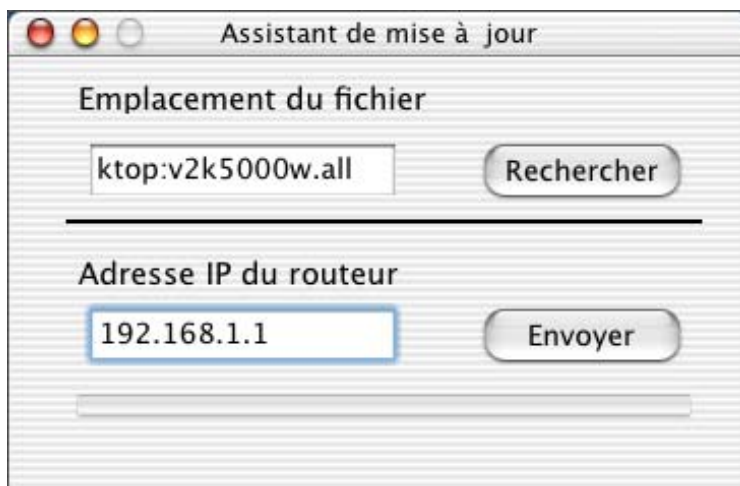 Assistant de mise à jour
Emplacement du fichier
ktop:v2k5000w.all
Rechercher
Adresse IP du routeur
192.168.1.1
Envoyer